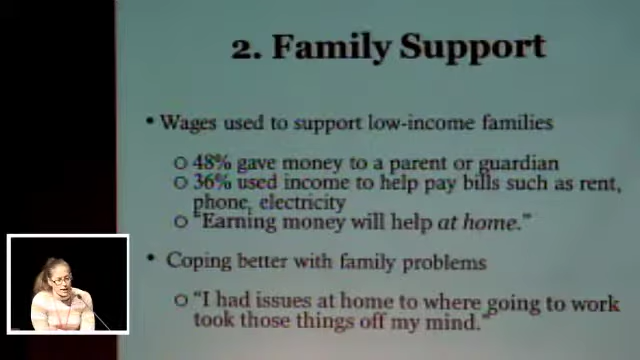 2. Family Support
• Wages used to support low-income families
o 48% gave money to a parent or guardian
o 36% used income to help pay bills such as rent,
phone, electricity
o "Earning money will help at home."
• Coping better with family problems
o "I had issues at home to where going to work
took those things off my mind."